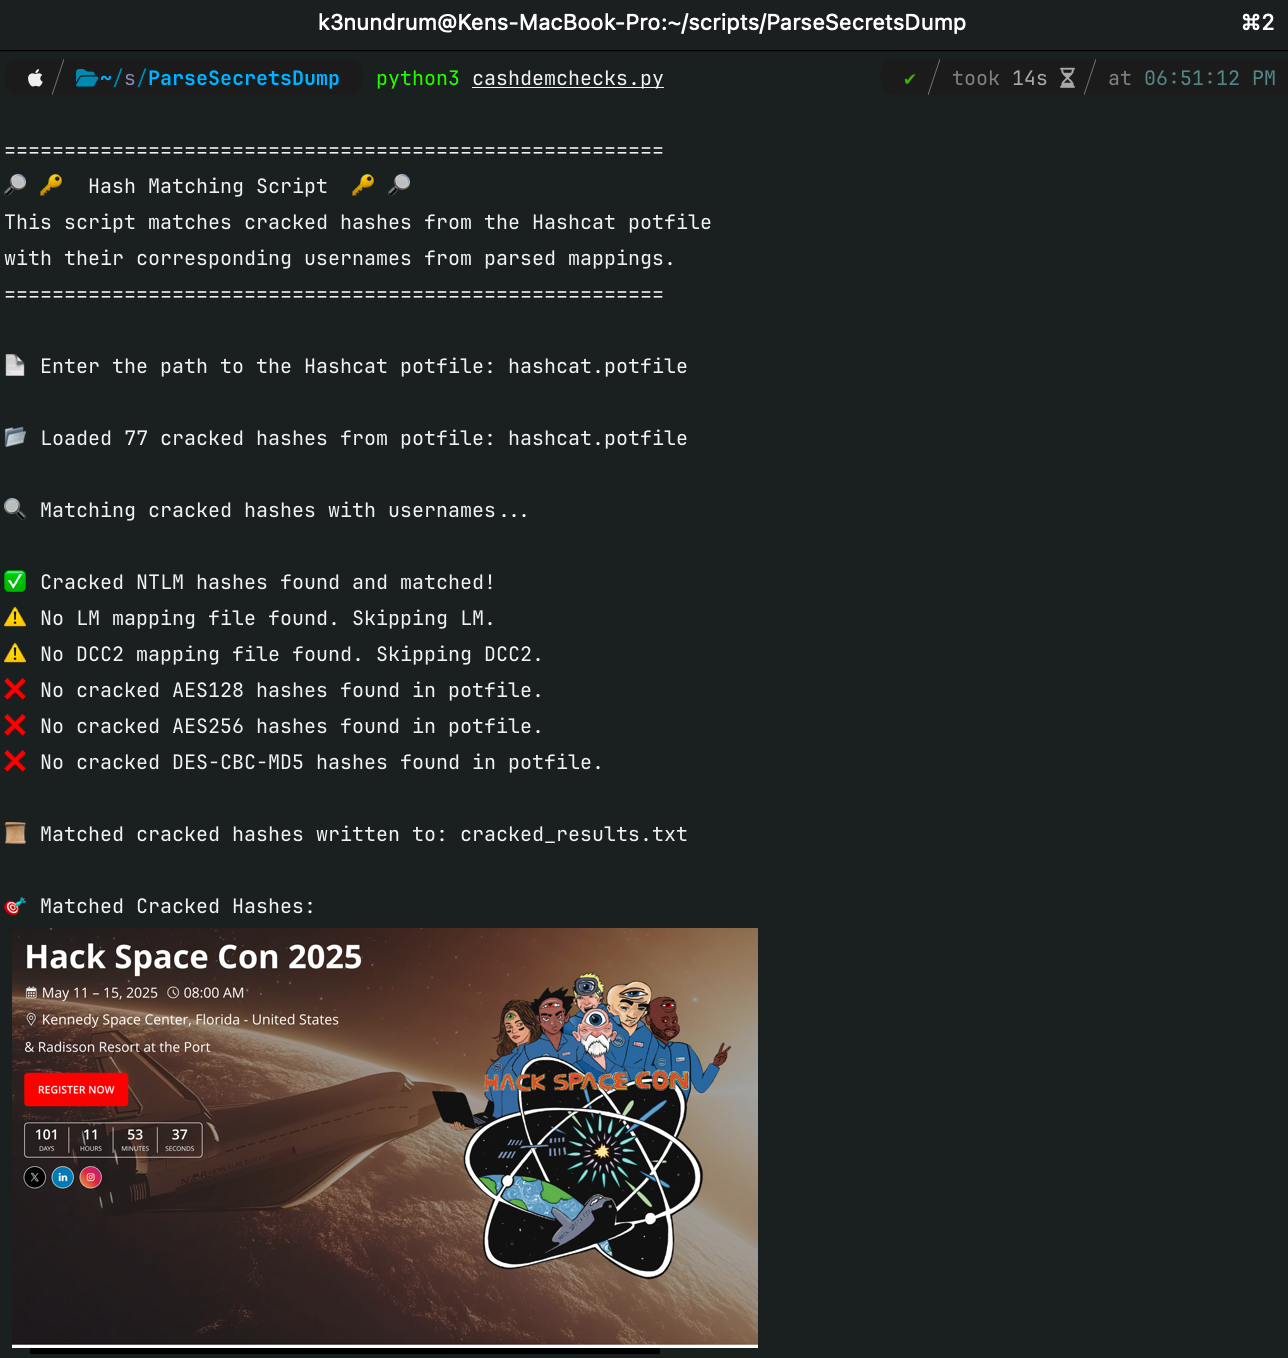 k3nundrum@Kens-MacBook-Pro:~/scripts/ParseSecretsDump ⌘2
~/s/ParseSecretsDump python3 cashdemchecks.py ✔ took 14s at 06:51:12 PM
=======================================================
Hash Matching Script
This script matches cracked hashes from the Hashcat potfile
with their corresponding usernames from parsed mappings.
=======================================================
Enter the path to the Hashcat potfile: hashcat.potfile
Loaded 77 cracked hashes from potfile: hashcat.potfile
Matching cracked hashes with usernames...
Cracked NTLM hashes found and matched!
No LM mapping file found. Skipping LM.
No DCC2 mapping file found. Skipping DCC2.
No cracked AES128 hashes found in potfile.
No cracked AES256 hashes found in potfile.
No cracked DES-CBC-MD5 hashes found in potfile.
Matched cracked hashes written to: cracked_results.txt
Matched Cracked Hashes:
Hack Space Con 2025
May 11 – 15, 2025 08:00 AM
Kennedy Space Center, Florida - United States
& Radisson Resort at the Port
REGISTER NOW
101 11 53 37
DAYS HOURS MINUTES SECONDS
X in
HACK SPACE CON